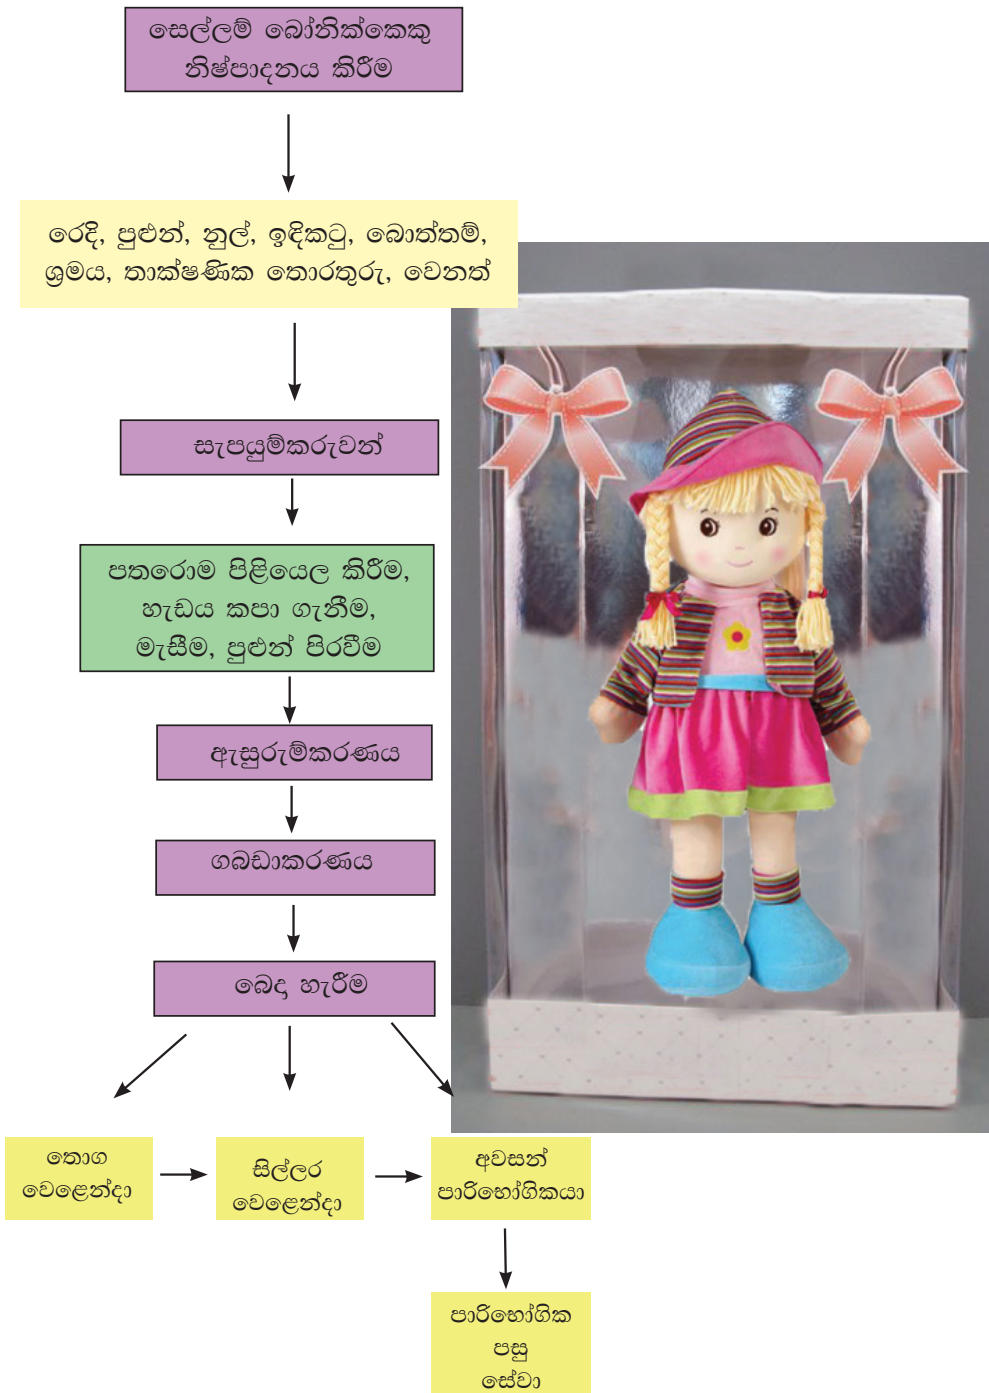 සෙල්ලම් බෝනික්කෙකු
නිෂ්පාදනය කිරීම
රෙදි, පුළුන්, නූල්, ඉඳිකටු, බොත්තම්,
ශ්‍රමය, තාක්ෂණික තොරතුරු, වෙනත්
සැපයුම්කරුවන්
පතරොම පිළියෙල කිරීම,
හැඩය කපා ගැනීම,
මැසීම, පුළුන් පිරවීම
ඇසුරුම්කරණය
ගබඩාකරණය
බෙදා හැරීම
තොග
වෙළෙන්දා
සිල්ලර
වෙළෙන්දා
අවසන්
පාරිභෝගිකයා
පාරිභෝගික
පසු
සේවා